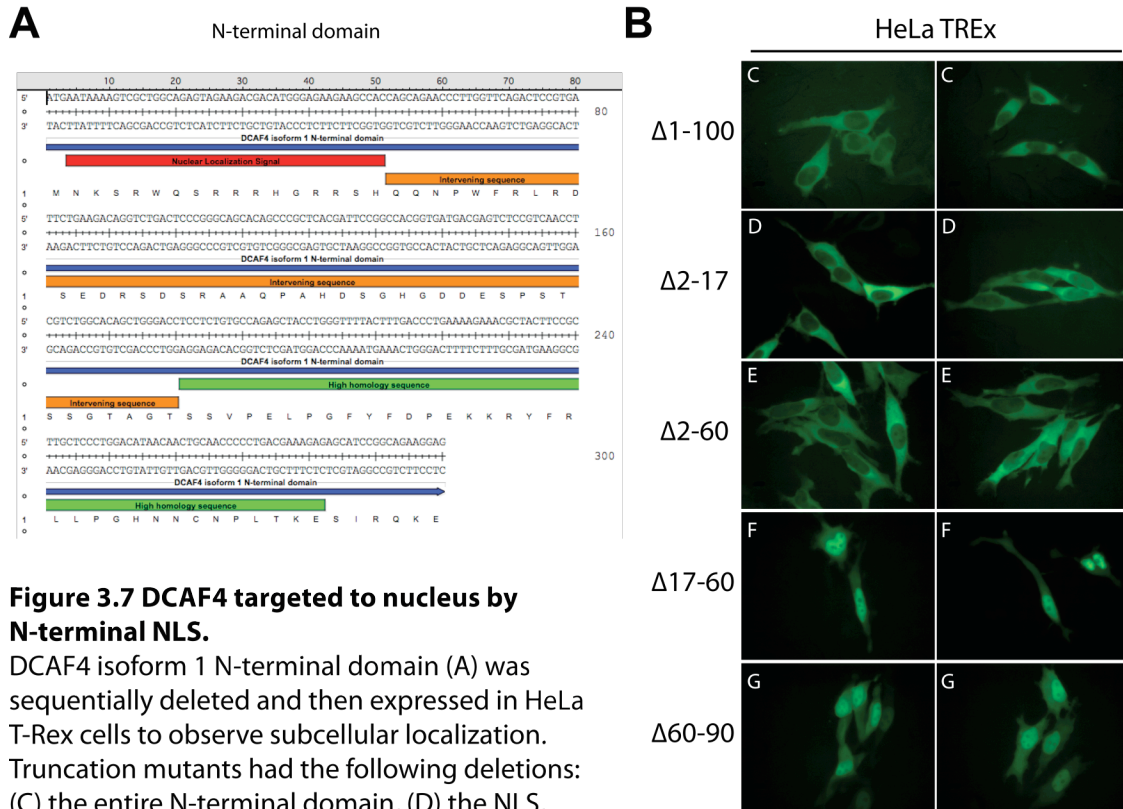 A
N-terminal domain
10 20 30 40 50 60 70 80
5' ATGAATAAAAGTCGCTGGCAGAGTAGAAGACGACATGGGAGAAGAAGCCACCAGCAGAACCCTTGGTTCAGACTCCGTGA
80
3' TACTTATTTTCAGCGACCGTCTCATCTTCTGCTGTACCCTCTTCTTCGGTGGTCGTCTTGGGAACCAAGTCTGAGGCACT
DCAF4 isoform 1 N-terminal domain
Nuclear Localization Signal
Intervening sequence
1 M N K S R W Q S R R R H G R R S H Q Q N P W F R L R D
5' TTCTGAAGACAGGTCTGACTCCCGGGCAGCACAGCCCGCTCACGATTCCGGCCACGGTGATGACGAGTCTCCGTCAACCT
160
3' AAGACTTCTGTCCAGACTGAGGGCCCGTCGTGTCGGGCGAGTGCTAAGGCCGGTGCCACTACTGCTCAGAGGCAGTTGGA
DCAF4 isoform 1 N-terminal domain
Intervening sequence
1 S E D R S D S R A A Q P A H D S G H G D D E S P S T
5' CGTCTGGCACAGCTGGGACCTCCTCTGTGCCAGAGCTACCTGGGTTTTACTTTGACCCTGAAAAGAAACGCTACTTCCGC
240
3' GCAGACCGTGTCGACCCTGGAGGAGACACGGTCTCGATGGACCCAAAATGAAACTGGGACTTTTCTTTGCGATGAAGGCG
DCAF4 isoform 1 N-terminal domain
High homology sequence
Intervening sequence
1 S S G T A G T S S V P E L P G F Y F D P E K K R Y F R
5' TTGCTCCCTGGACATAACAACTGCAACCCCCTGACGAAAGAGAGCATCCGGCAGAAGGAG
300
3' AACGAGGGACCTGTATTGTTGACGTTGGGGGACTGCTTTCTCTCGTAGGCCGTCTTCCTC
DCAF4 isoform 1 N-terminal domain
High homology sequence
1 L L P G H N N C N P L T K E S I R Q K E
Figure 3.7 DCAF4 targeted to nucleus by
N-terminal NLS.
DCAF4 isoform 1 N-terminal domain (A) was
sequentially deleted and then expressed in HeLa
T-Rex cells to observe subcellular localization.
Truncation mutants had the following deletions:
(C) the entire N-terminal domain, (D) the NLS,
B
HeLa TREx
Δ1-100 C C
Δ2-17 D D
Δ2-60 E E
Δ17-60 F F
Δ60-90 G G